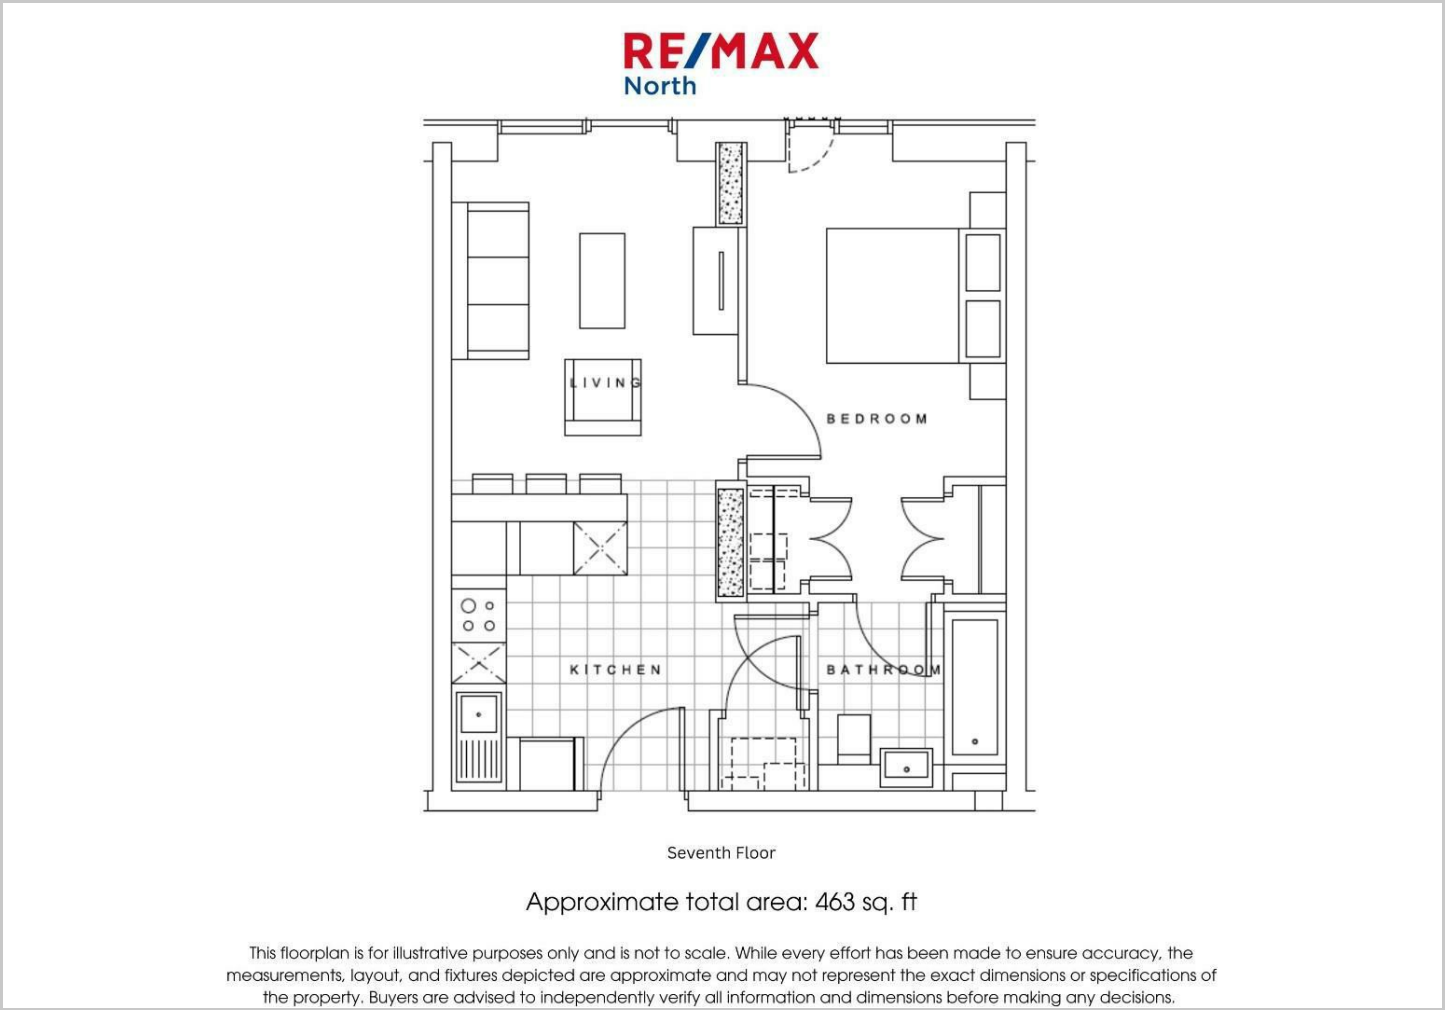 RE/MAX
North
LIVING
BEDROOM
KITCHEN
BATHROOM
Seventh Floor
Approximate total area: 463 sq. ft
This floorplan is for illustrative purposes only and is not to scale. While every effort has been made to ensure accuracy, the
measurements, layout, and fixtures depicted are approximate and may not represent the exact dimensions or specifications of
the property. Buyers are advised to independently verify all information and dimensions before making any decisions.